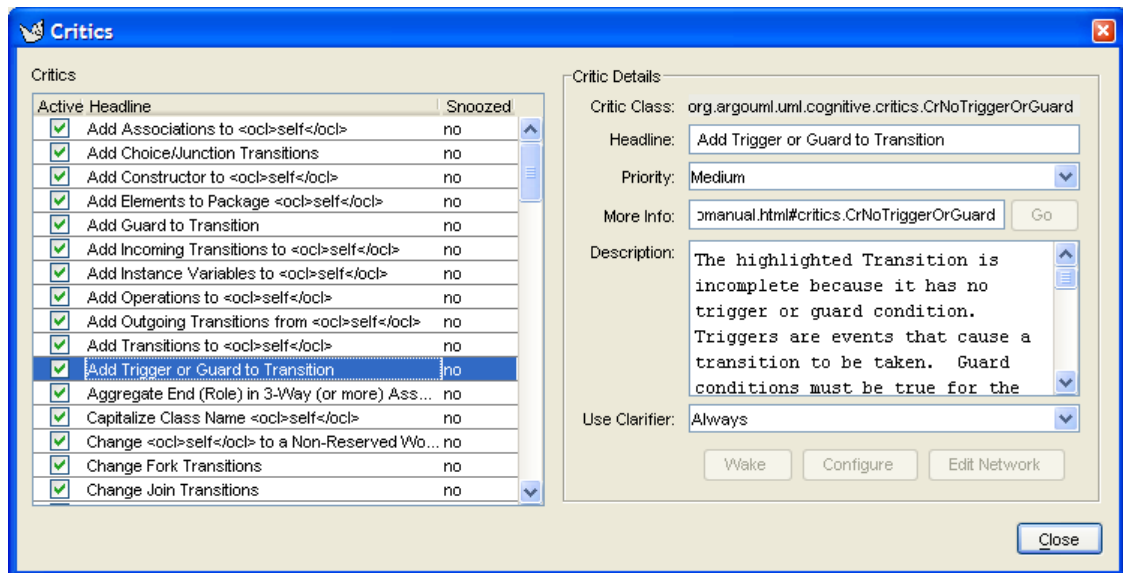 Critics
Critics
Active Headline Snoozed
Add Associations to <ocl>self</ocl> no
Add Choice/Junction Transitions no
Add Constructor to <ocl>self</ocl> no
Add Elements to Package <ocl>self</ocl> no
Add Guard to Transition no
Add Incoming Transitions to <ocl>self</ocl> no
Add Instance Variables to <ocl>self</ocl> no
Add Operations to <ocl>self</ocl> no
Add Outgoing Transitions from <ocl>self</ocl> no
Add Transitions to <ocl>self</ocl> no
Add Trigger or Guard to Transition no
Aggregate End (Role) in 3-Way (or more) Ass... no
Capitalize Class Name <ocl>self</ocl> no
Change <ocl>self</ocl> to a Non-Reserved Wo... no
Change Fork Transitions no
Change Join Transitions no
Critic Details
Critic Class: org.argouml.uml.cognitive.critics.CrNoTriggerOrGuard
Headline: Add Trigger or Guard to Transition
Priority: Medium
More Info: omanual.html#critics.CrNoTriggerOrGuard Go
Description: The highlighted Transition is
incomplete because it has no
trigger or guard condition.
Triggers are events that cause a
transition to be taken. Guard
conditions must be true for the
Use Clarifier: Always
Wake Configure Edit Network
Close